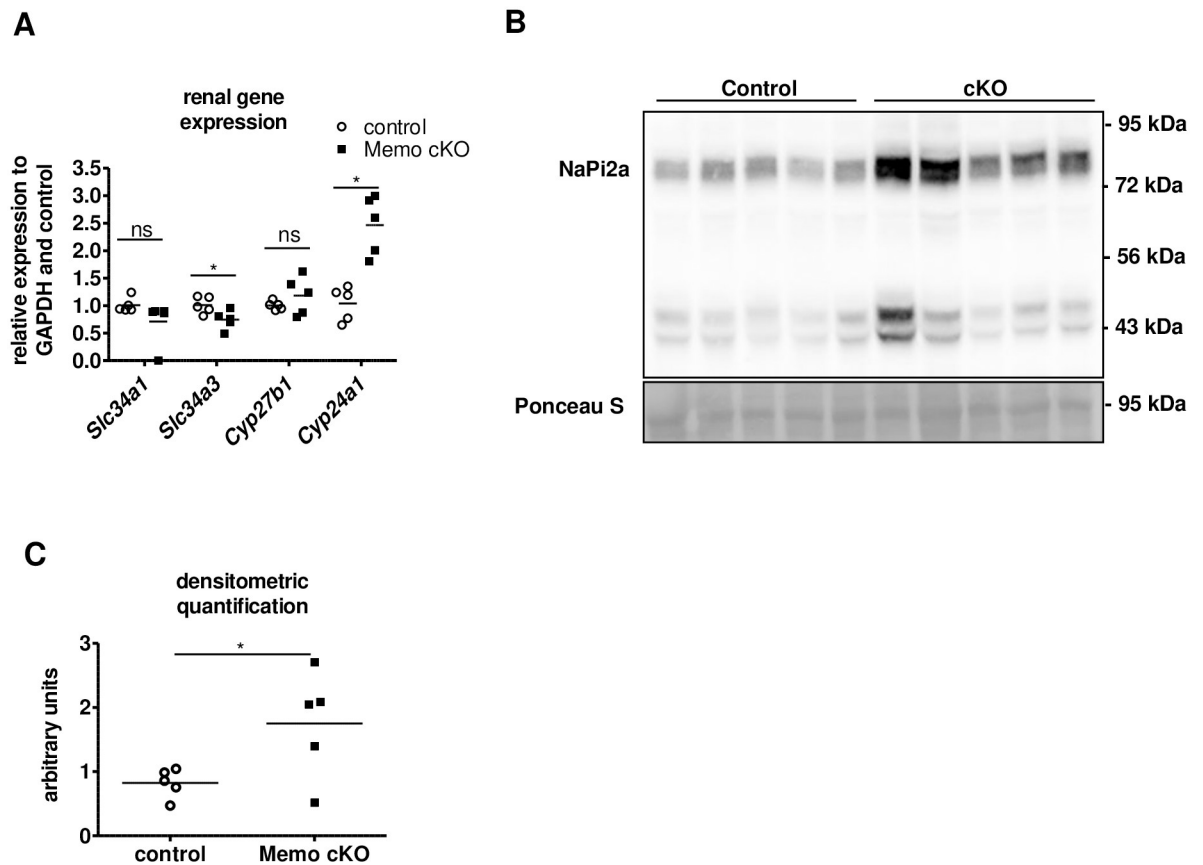 A
renal gene
expression
control
Memo cKO
relative expression to
GAPDH and control
3.5
3.0
2.5
2.0
1.5
1.0
0.5
0.0
ns
*
ns
*
Slc34a1
Slc34a3
Cyp27b1
Cyp24a1
B
Control
cKO
NaPi2a
- 95 kDa
- 72 kDa
- 56 kDa
- 43 kDa
Ponceau S
- 95 kDa
C
densitometric
quantification
arbitrary units
3
2
1
0
*
control
Memo cKO